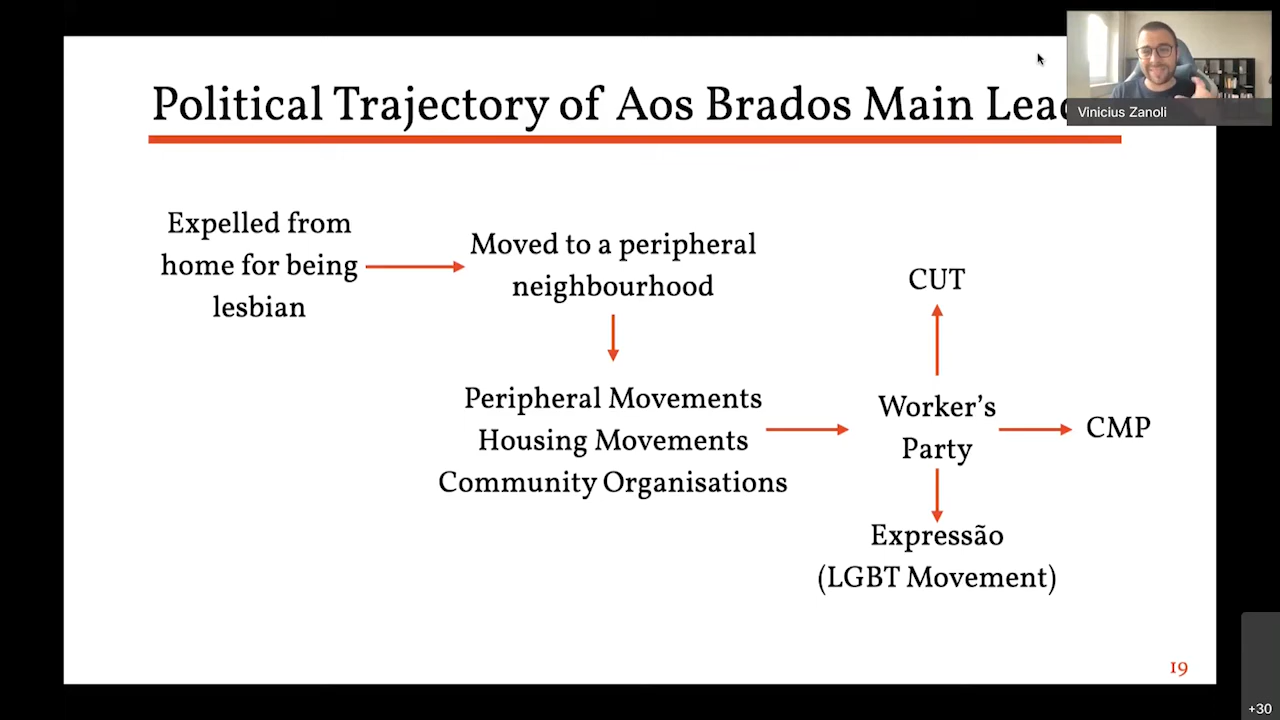 Political Trajectory of Aos Brados Main
Vinicius Zanoli
Expelled from
home for being
lesbian
Moved to a peripheral
neighbourhood
CUT
Peripheral Movements
Housing Movements
Community Organisations
Worker's
Party
CMP
Expressão
(LGBT Movement)
19
+30